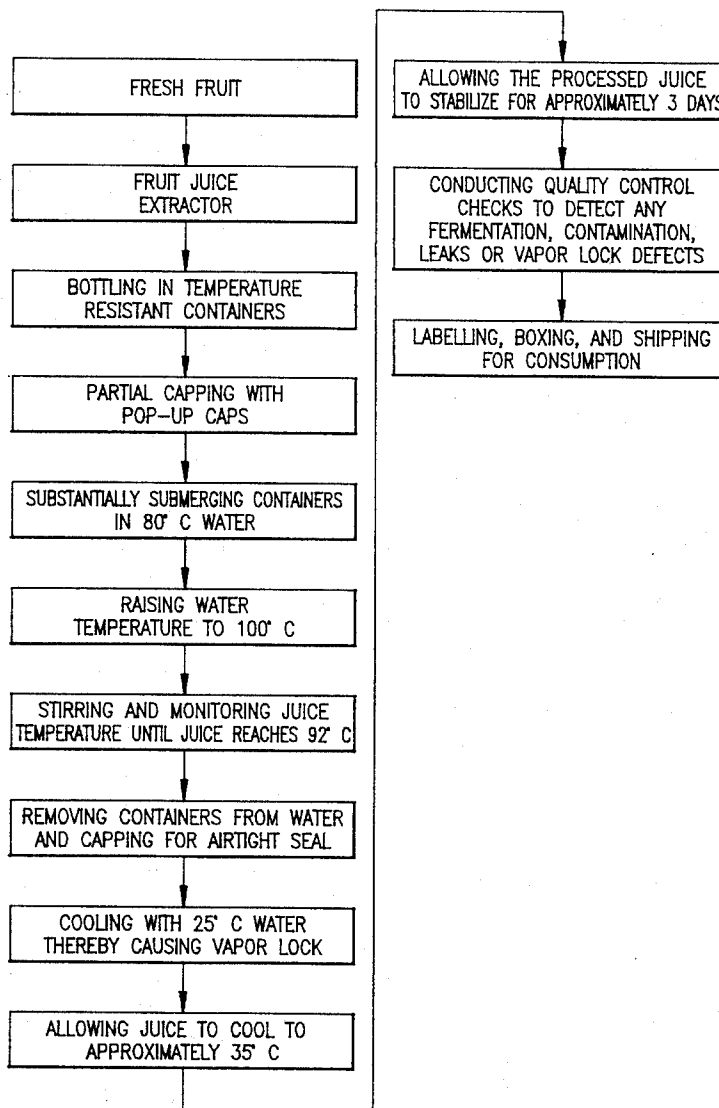 FRESH FRUIT
FRUIT JUICE
EXTRACTOR
BOTTLING IN TEMPERATURE
RESISTANT CONTAINERS
PARTIAL CAPPING WITH
POP-UP CAPS
SUBSTANTIALLY SUBMERGING CONTAINERS
IN 80° C WATER
RAISING WATER
TEMPERATURE TO 100° C
STIRRING AND MONITORING JUICE
TEMPERATURE UNTIL JUICE REACHES 92° C
REMOVING CONTAINERS FROM WATER
AND CAPPING FOR AIRTIGHT SEAL
COOLING WITH 25° C WATER
THEREBY CAUSING VAPOR LOCK
ALLOWING JUICE TO COOL TO
APPROXIMATELY 35° C
ALLOWING THE PROCESSED JUICE
TO STABILIZE FOR APPROXIMATELY 3 DAYS
CONDUCTING QUALITY CONTROL
CHECKS TO DETECT ANY
FERMENTATION, CONTAMINATION,
LEAKS OR VAPOR LOCK DEFECTS
LABELLING, BOXING, AND SHIPPING
FOR CONSUMPTION